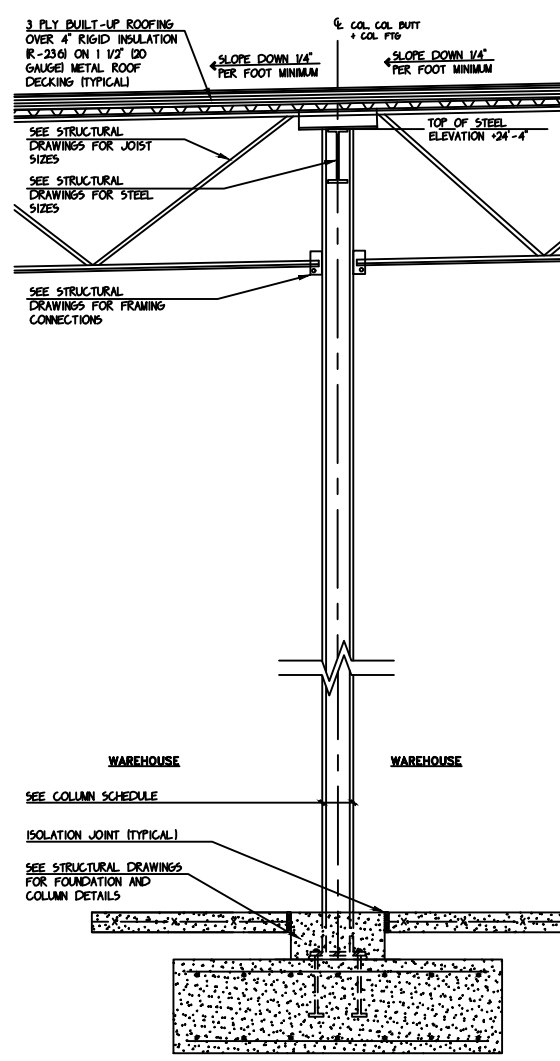 3 PLY BUILT-UP ROOFING
OVER 4" RIGID INSULATION
(R-23.6) ON 1 1/2" (20
GAUGE) METAL ROOF
DECKING (TYPICAL)
℄ COL, COL BUTT
+ COL FTG
SLOPE DOWN 1/4"
PER FOOT MINIMUM
SLOPE DOWN 1/4"
PER FOOT MINIMUM
TOP OF STEEL
ELEVATION +24'-4"
SEE STRUCTURAL
DRAWINGS FOR JOIST
SIZES
SEE STRUCTURAL
DRAWINGS FOR STEEL
SIZES
SEE STRUCTURAL
DRAWINGS FOR FRAMING
CONNECTIONS
WAREHOUSE
WAREHOUSE
SEE COLUMN SCHEDULE
ISOLATION JOINT (TYPICAL)
SEE STRUCTURAL DRAWINGS
FOR FOUNDATION AND
COLUMN DETAILS